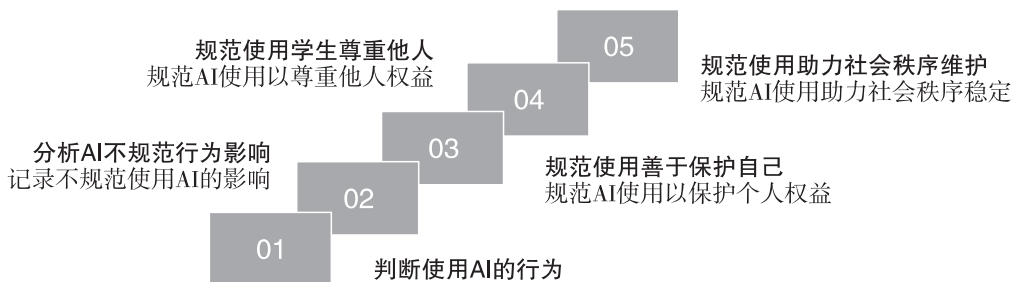 05
规范使用学生尊重他人
规范AI使用以尊重他人权益
规范使用助力社会秩序维护
规范AI使用助力社会秩序稳定
04
03
分析AI不规范行为影响
记录不规范使用AI的影响
规范使用善于保护自己
规范AI使用以保护个人权益
02
01
判断使用AI的行为